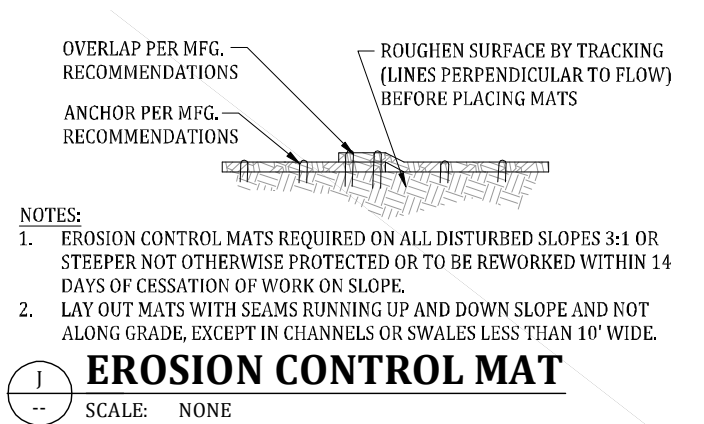 OVERLAP PER MFG.
RECOMMENDATIONS
ROUGHEN SURFACE BY TRACKING
(LINES PERPENDICULAR TO FLOW)
BEFORE PLACING MATS
ANCHOR PER MFG.
RECOMMENDATIONS
NOTES:
1. EROSION CONTROL MATS REQUIRED ON ALL DISTURBED SLOPES 3:1 OR
STEEPER NOT OTHERWISE PROTECTED OR TO BE REWORKED WITHIN 14
DAYS OF CESSATION OF WORK ON SLOPE.
2. LAY OUT MATS WITH SEAMS RUNNING UP AND DOWN SLOPE AND NOT
ALONG GRADE, EXCEPT IN CHANNELS OR SWALES LESS THAN 10' WIDE.
J
--
EROSION CONTROL MAT
SCALE: NONE